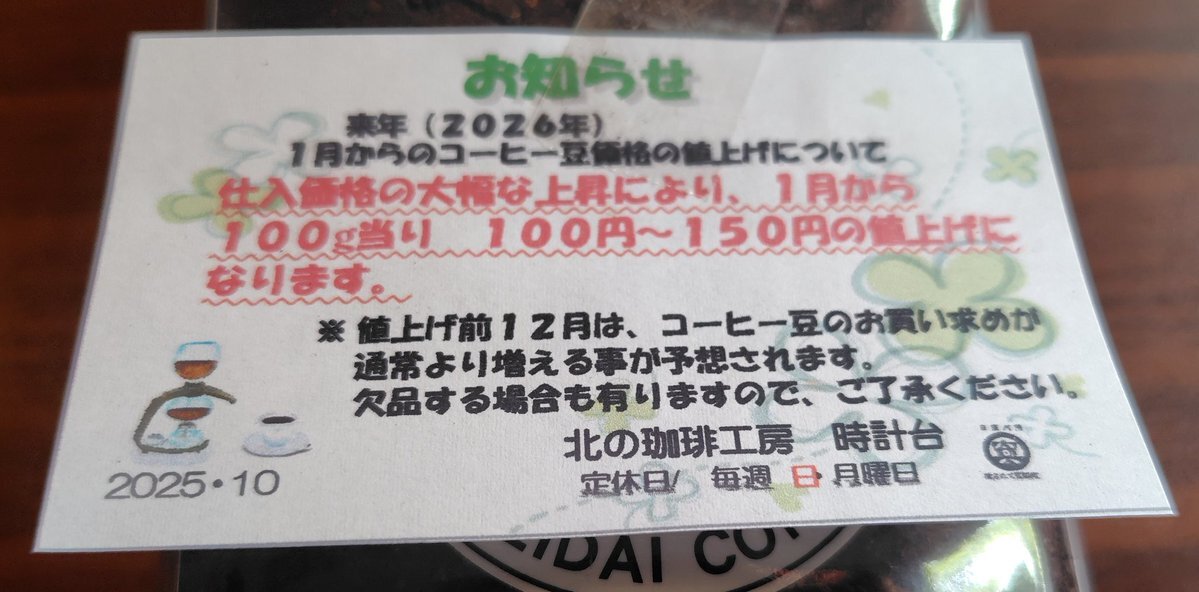 お知らせ
来年（２０２６年）
１月からのコーヒー豆価格の値上げについて
仕入価格の大幅な上昇により、１月から
１００g当り　１００円～１５０円の値上げに
なります。
※ 値上げ前１２月は、コーヒー豆のお買い求めが
通常より増える事が予想されます。
欠品する場合も有りますので、ご了承ください。
北の珈琲工房　時計台
定休日/　毎週　日・月曜日
2025・10
EIDAI CO